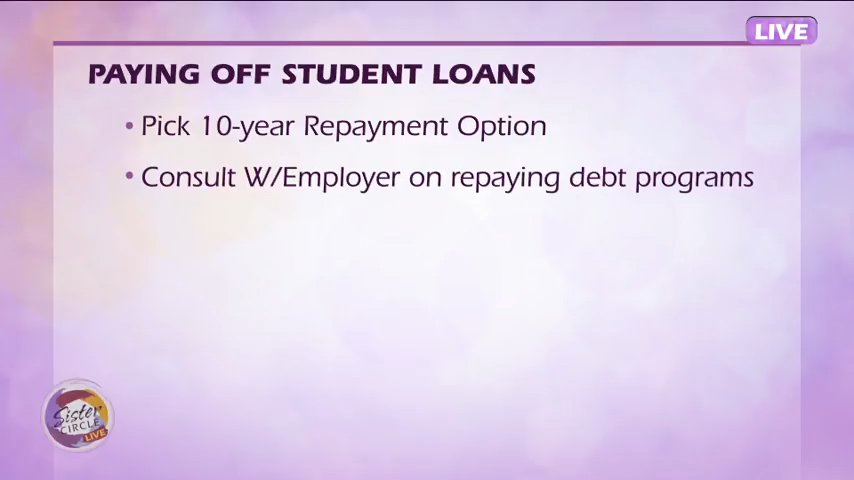 LIVE
PAYING OFF STUDENT LOANS
• Pick 10-year Repayment Option
• Consult W/Employer on repaying debt programs
Sister
CIRCLE
LIVE